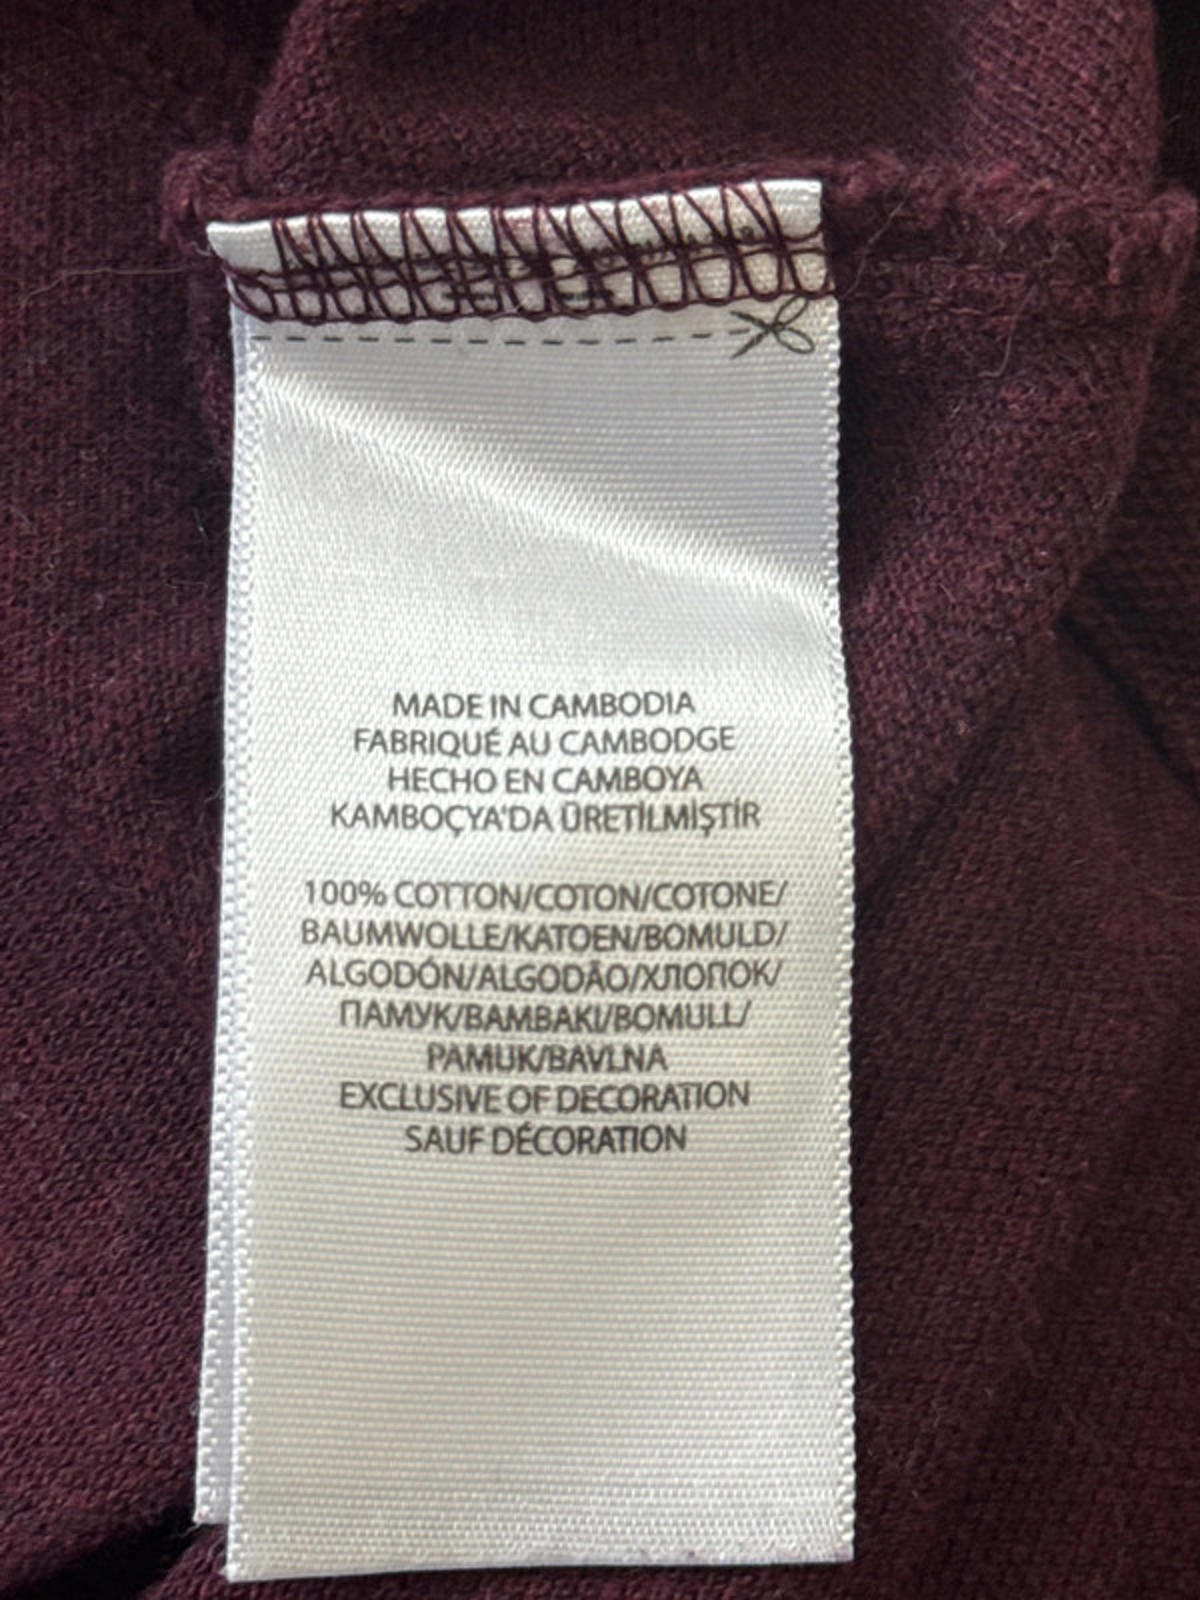 MADE IN CAMBODIA
FABRIQUÉ AU CAMBODGE
HECHO EN CAMBOYA
KAMBOÇYA'DA ÜRETİLMİŞTİR
100% COTTON/COTON/COTONE/
BAUMWOLLE/KATOEN/BOMULD/
ALGODÓN/ALGODÃO/ХЛОПОК/
ПАМУК/BAMBAKI/BOMULL/
PAMUK/BAVLNA
EXCLUSIVE OF DECORATION
SAUF DÉCORATION